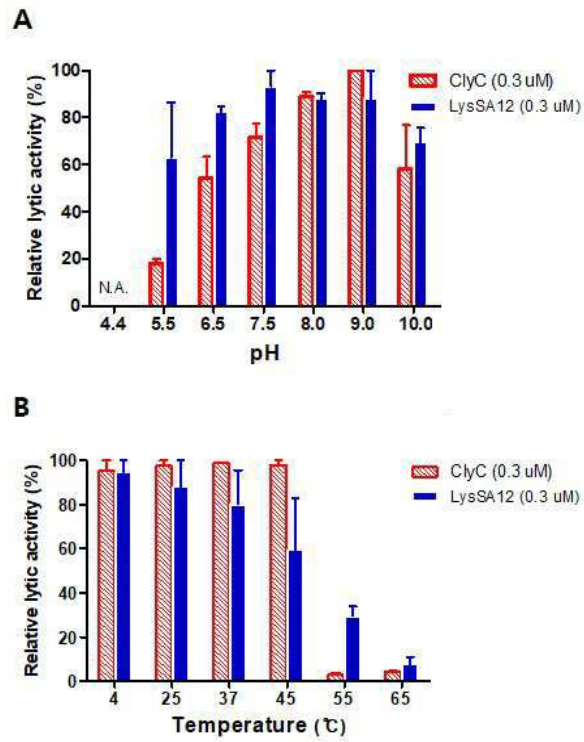 A
Relative lytic activity (%)
100
80
60
40
20
0
N.A.
4.4 5.5 6.5 7.5 8.0 9.0 10.0
pH
ClyC (0.3 uM)
LysSA12 (0.3 uM)
B
Relative lytic activity (%)
100
80
60
40
20
0
4 25 37 45 55 65
Temperature (℃)
ClyC (0.3 uM)
LysSA12 (0.3 uM)